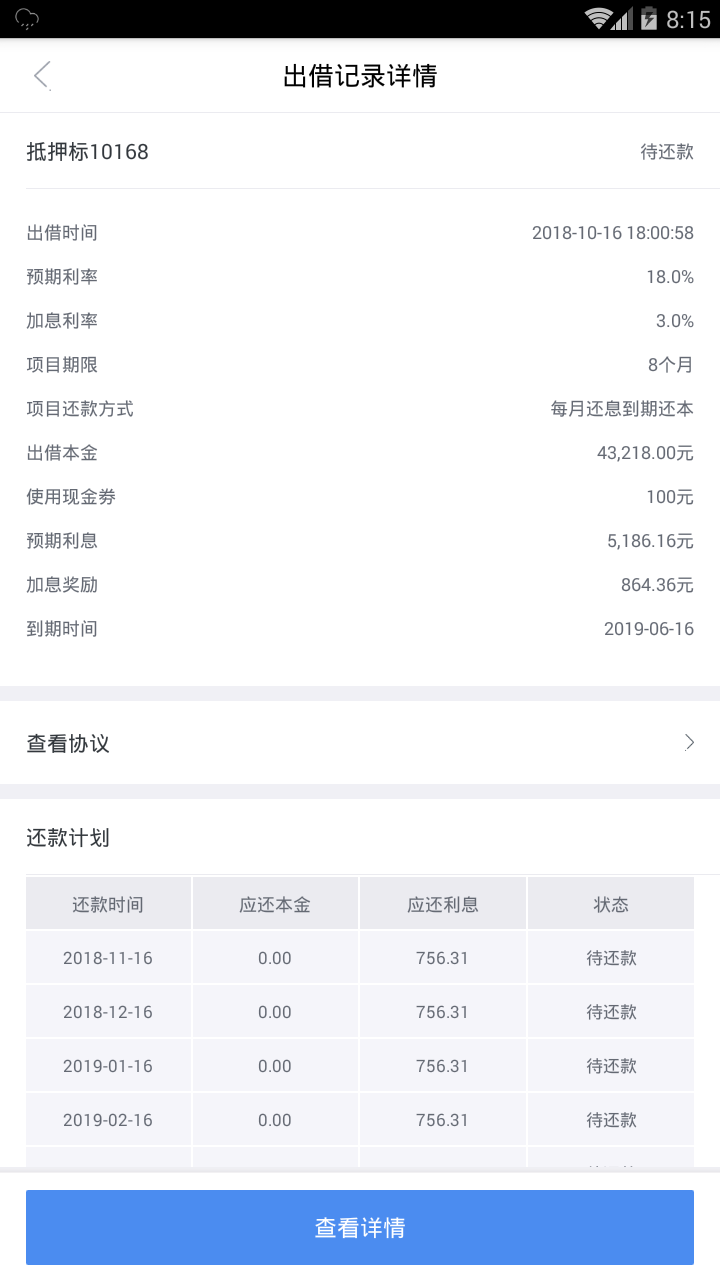 8:15
出借记录详情
抵押标10168 待还款
出借时间 2018-10-16 18:00:58
预期利率 18.0%
加息利率 3.0%
项目期限 8个月
项目还款方式 每月还息到期还本
出借本金 43,218.00元
使用现金券 100元
预期利息 5,186.16元
加息奖励 864.36元
到期时间 2019-06-16
查看协议
还款计划
还款时间 应还本金 应还利息 状态
2018-11-16 0.00 756.31 待还款
2018-12-16 0.00 756.31 待还款
2019-01-16 0.00 756.31 待还款
2019-02-16 0.00 756.31 待还款
查看详情